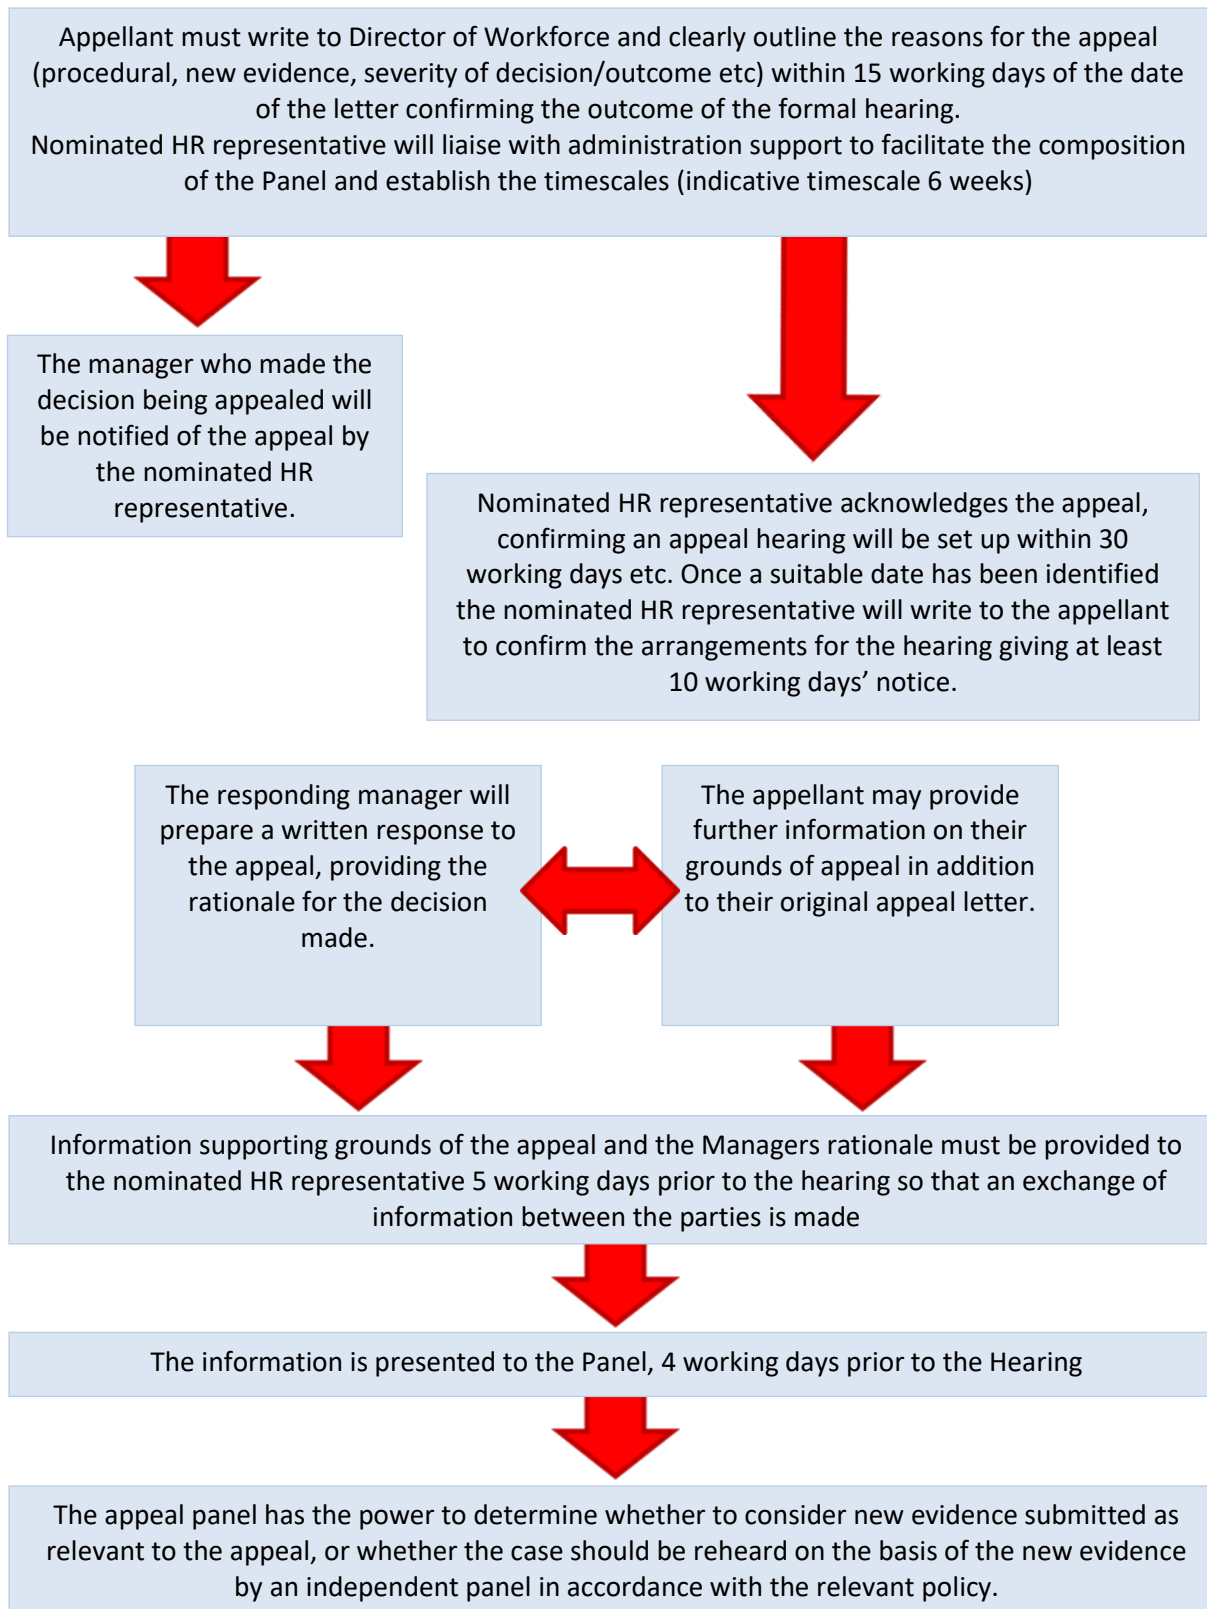 Appellant must write to Director of Workforce and clearly outline the reasons for the appeal
(procedural, new evidence, severity of decision/outcome etc) within 15 working days of the date
of the letter confirming the outcome of the formal hearing.
Nominated HR representative will liaise with administration support to facilitate the composition
of the Panel and establish the timescales (indicative timescale 6 weeks)
The manager who made the
decision being appealed will
be notified of the appeal by
the nominated HR
representative.
Nominated HR representative acknowledges the appeal,
confirming an appeal hearing will be set up within 30
working days etc. Once a suitable date has been identified
the nominated HR representative will write to the appellant
to confirm the arrangements for the hearing giving at least
10 working days’ notice.
The responding manager will
prepare a written response to
the appeal, providing the
rationale for the decision
made.
The appellant may provide
further information on their
grounds of appeal in addition
to their original appeal letter.
Information supporting grounds of the appeal and the Managers rationale must be provided to
the nominated HR representative 5 working days prior to the hearing so that an exchange of
information between the parties is made
The information is presented to the Panel, 4 working days prior to the Hearing
The appeal panel has the power to determine whether to consider new evidence submitted as
relevant to the appeal, or whether the case should be reheard on the basis of the new evidence
by an independent panel in accordance with the relevant policy.